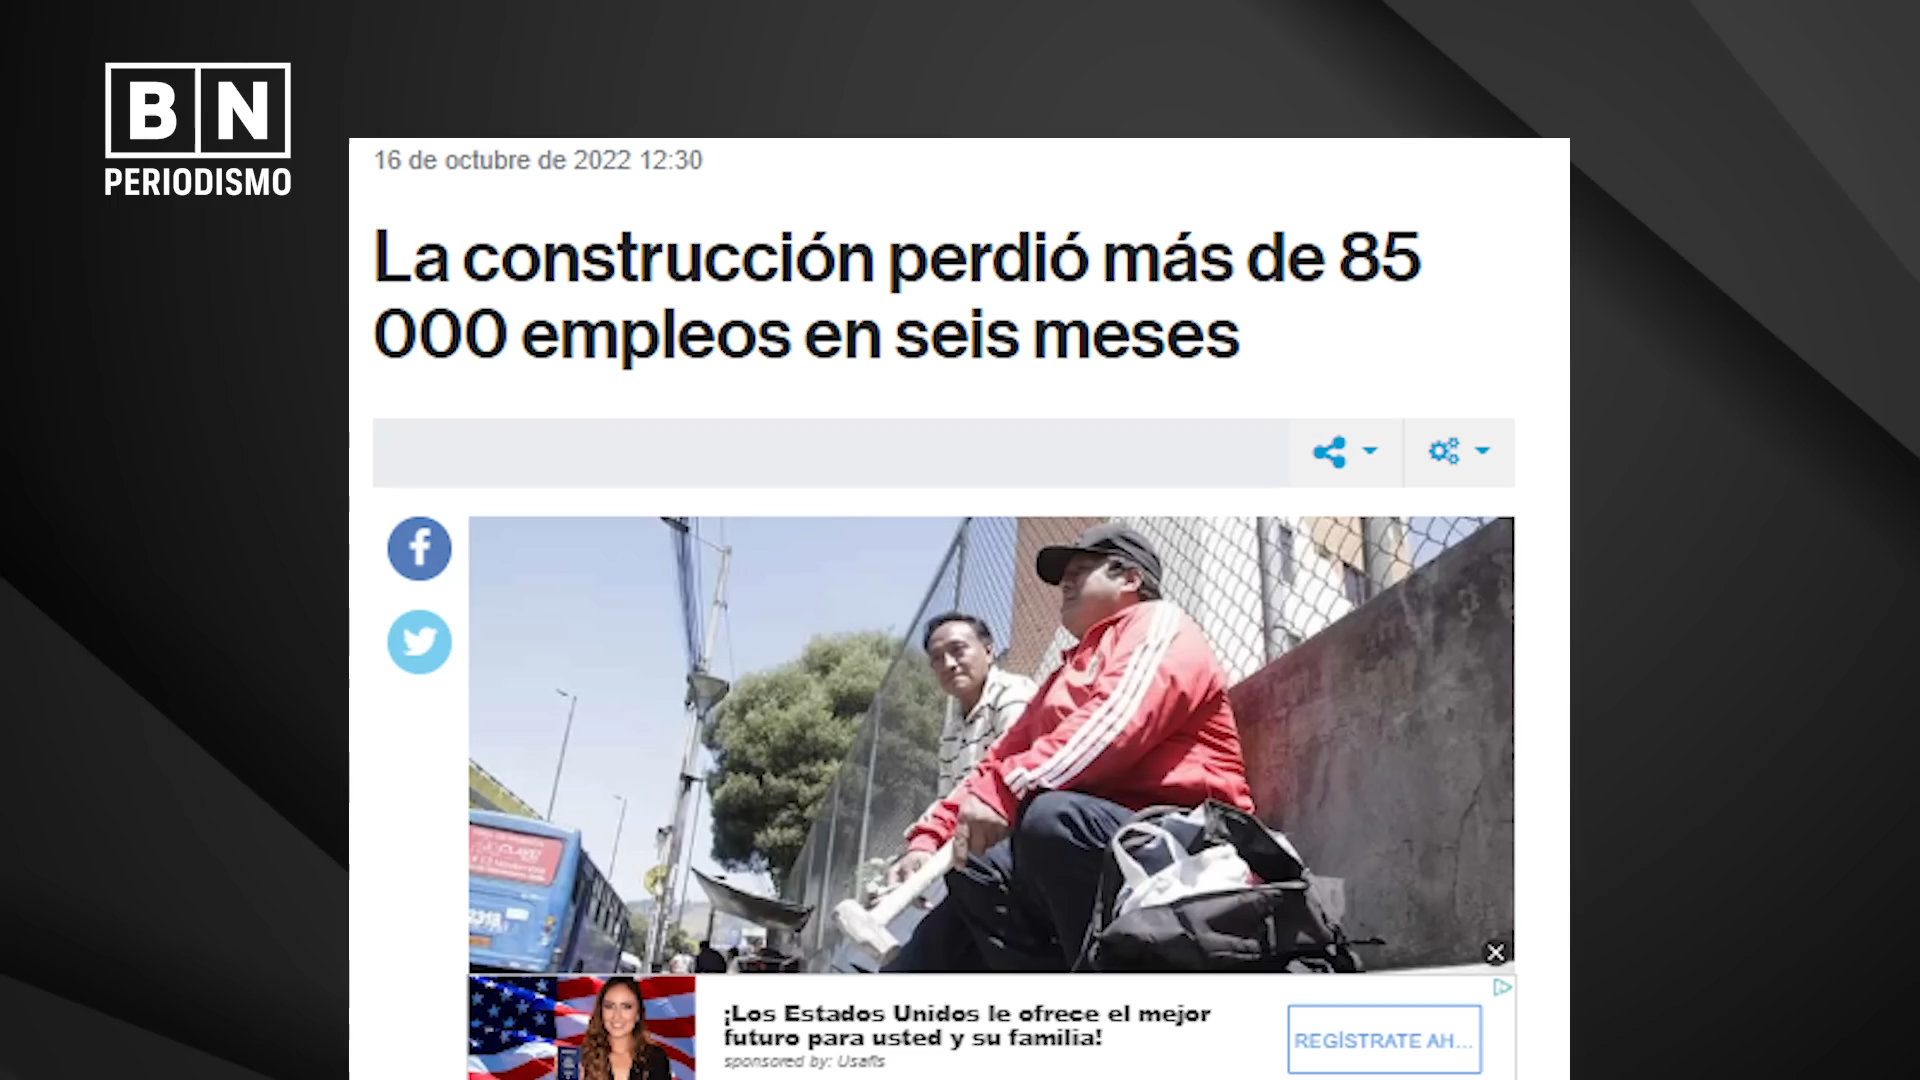 B N
PERIODISMO
16 de octubre de 2022 12:30
La construcción perdió más de 85
000 empleos en seis meses
2318
¡Los Estados Unidos le ofrece el mejor
futuro para usted y su familia!
sponsored by: Usafis
REGÍSTRATE AH...